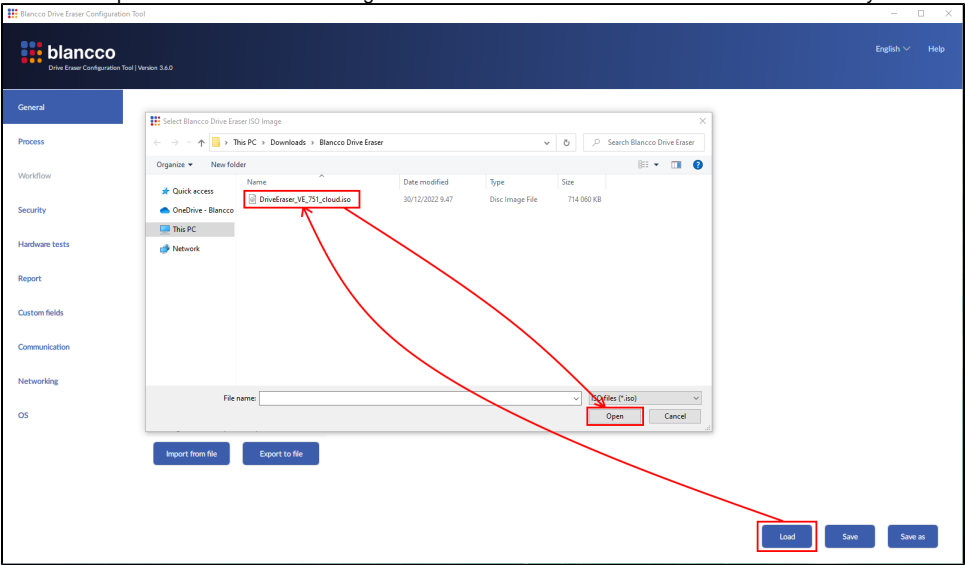 Blancco Drive Eraser Configuration Tool
blancco
Drive Eraser Configuration Tool | Version 3.6.0
English
Help
General
Process
Workflow
Security
Hardware tests
Report
Custom fields
Communication
Networking
OS
Select Blancco Drive Eraser ISO Image
This PC > Downloads > Blancco Drive Eraser
Search Blancco Drive Eraser
Organize
New folder
Name Date modified Type Size
Quick access
OneDrive - Blancco
This PC
Network
DriveEraser_VE_751_cloud.iso 30/12/2022 9.47 Disc Image File 714 060 KB
File name:
ISO files (*.iso)
Open
Cancel
Import from file
Export to file
Load
Save
Save as